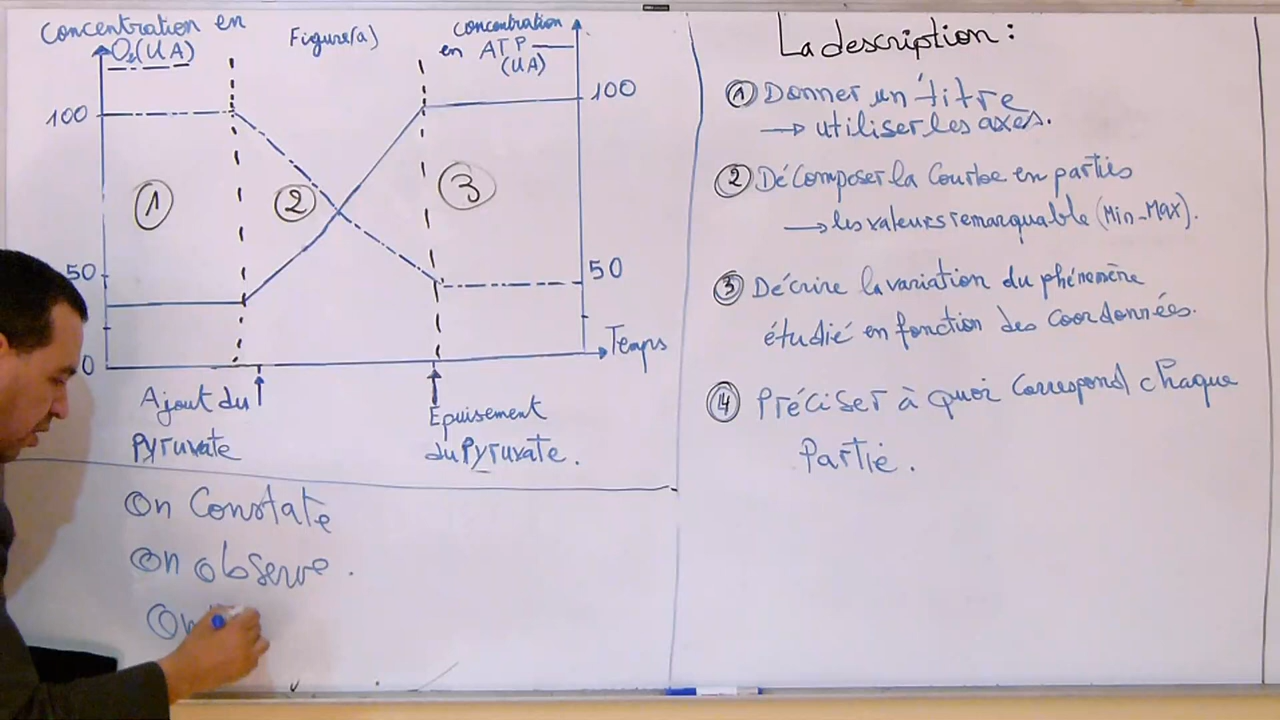 Concentration en
O₂(UA)
Figure(a)
concentration
en ATP
(UA)
100
100
1
2
3
50
50
0
Temps
Ajout du
Pyruvate
Epuisement
du Pyruvate.
On Constate
On observe.
On
La description :
1 Donner un titre
→ utiliser les axes.
2 Décomposer la Courbe en parties
→ les valeurs remarquable (Min-Max).
3 Décrire la variation du phénomène
étudié en fonction des Coordonnées.
4 Préciser à quoi Correspond chaque
Partie.